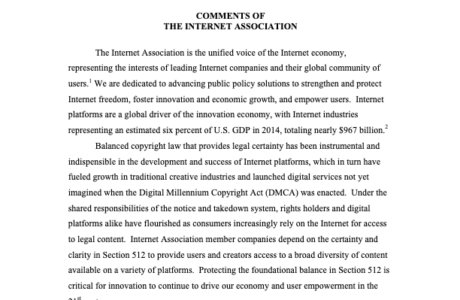 COMMENTS OF
THE INTERNET ASSOCIATION
The Internet Association is the unified voice of the Internet economy,
representing the interests of leading Internet companies and their global community of
users.1 We are dedicated to advancing public policy solutions to strengthen and protect
Internet freedom, foster innovation and economic growth, and empower users. Internet
platforms are a global driver of the innovation economy, with Internet industries
representing an estimated six percent of U.S. GDP in 2014, totaling nearly $967 billion.2
Balanced copyright law that provides legal certainty has been instrumental and
indispensible in the development and success of Internet platforms, which in turn have
fueled growth in traditional creative industries and launched digital services not yet
imagined when the Digital Millennium Copyright Act (DMCA) was enacted. Under the
shared responsibilities of the notice and takedown system, rights holders and digital
platforms alike have flourished as consumers increasingly rely on the Internet for access
to legal content. Internet Association member companies depend on the certainty and
clarity in Section 512 to provide users and creators access to a broad diversity of content
available on a variety of platforms. Protecting the foundational balance in Section 512 is
critical for innovation to continue to drive our economy and user empowerment in the